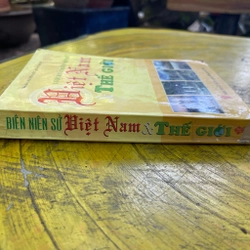 Việt Nam
THẾ GIỚI
BIÊN NIÊN SỬ Việt Nam & THẾ GIỚI